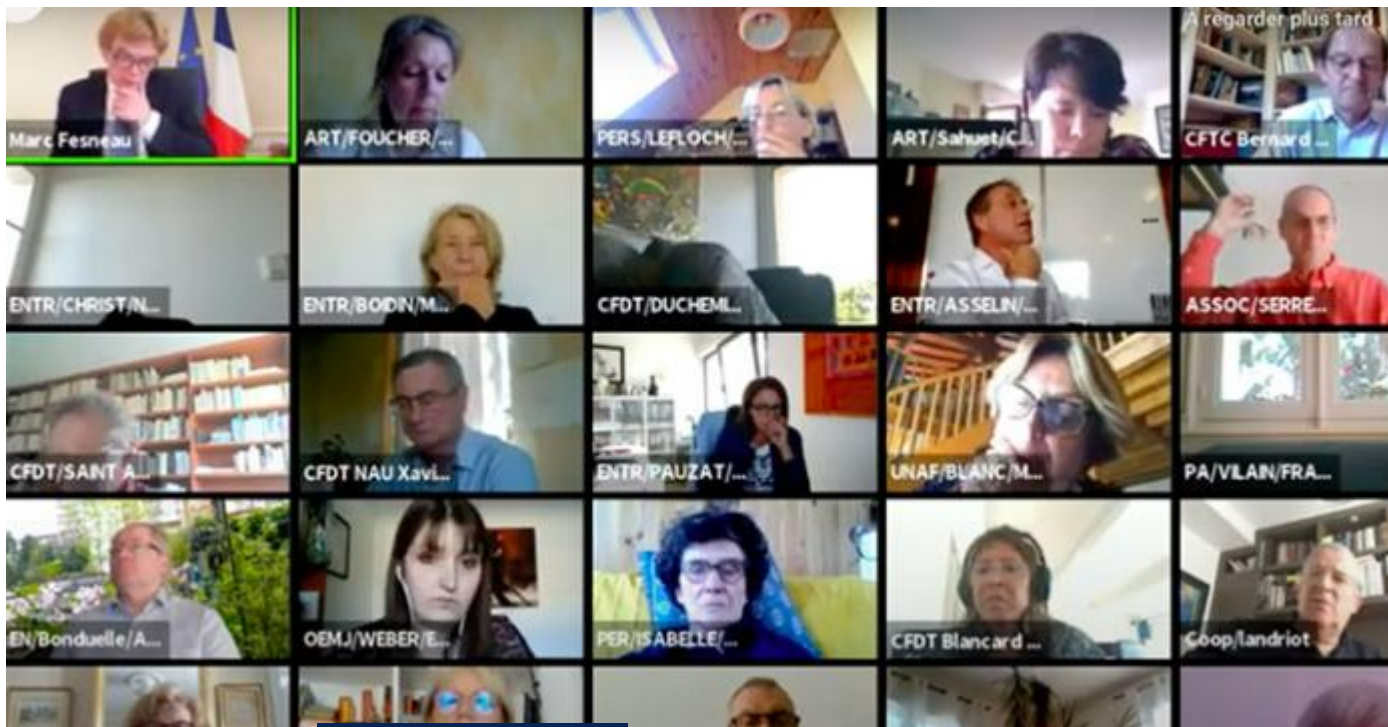 À regarder plus tard
Marc Fesneau
ART/FOUCHER/...
PERS/LEFLOCH/...
ART/Sahuet/C...
CFTC Bernard ...
ENTR/CHRIST/N...
ENTR/BOIDIN/M...
CFDT/DUCHEMI...
ENTR/ASSELIN/...
ASSOC/SERRE...
CFDT/SAINT A...
CFDT NAU Xavi...
ENTR/PAUZAT/...
UNAF/BLANC/M...
PA/VILAIN/FRA...
EN/Bonduelle/A...
OEMJ/WEBER/E...
PER/ISABELLE/...
CFDT Blancard ...
Coop/landriot